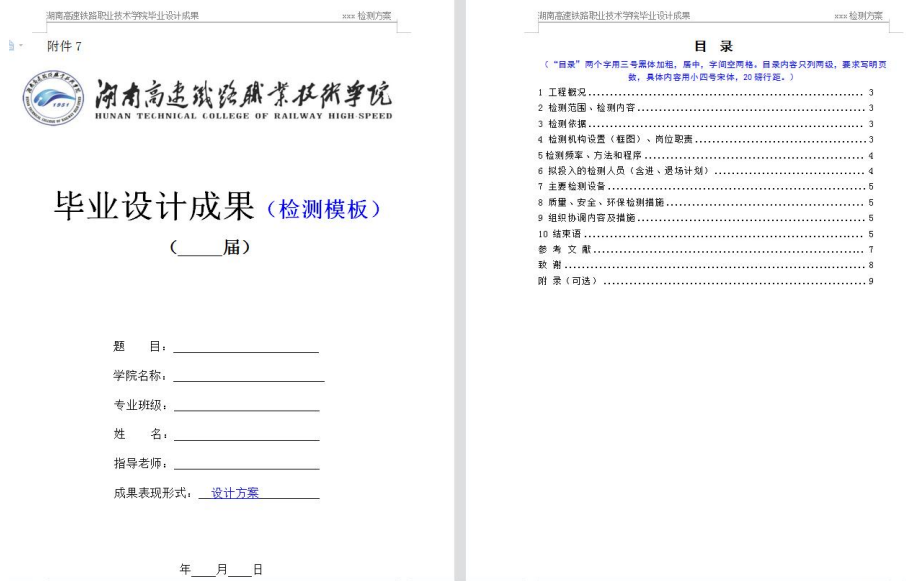 湖南高速铁路职业技术学院毕业设计成果 xxx 检测方案
附件 7
1951
湖南高速铁路职业技术学院
HUNAN TECHNICAL COLLEGE OF RAILWAY HIGH-SPEED
毕业设计成果（检测模板）
（_____届）
题　　目：
学院名称：
专业班级：
姓　　名：
指导老师：
成果表现形式： 设计方案
年____月____日
湖南高速铁路职业技术学院毕业设计成果 xxx 检测方案
目 录
（“目录”两个字用三号黑体加粗，居中，字间空两格。目录内容只列两级，要求写明页
数，具体内容用小四号宋体，20 磅行距。）
1 工程概况 3
2 检测范围、检测内容 3
3 检测依据 3
4 检测机构设置（框图）、岗位职责 3
5 检测频率、方法和程序 4
6 拟投入的检测人员（含进、退场计划） 4
7 主要检测设备 5
8 质量、安全、环保检测措施 5
9 组织协调内容及措施 5
10 结束语 5
参 考 文 献 7
致 谢 8
附 录（可选） 9